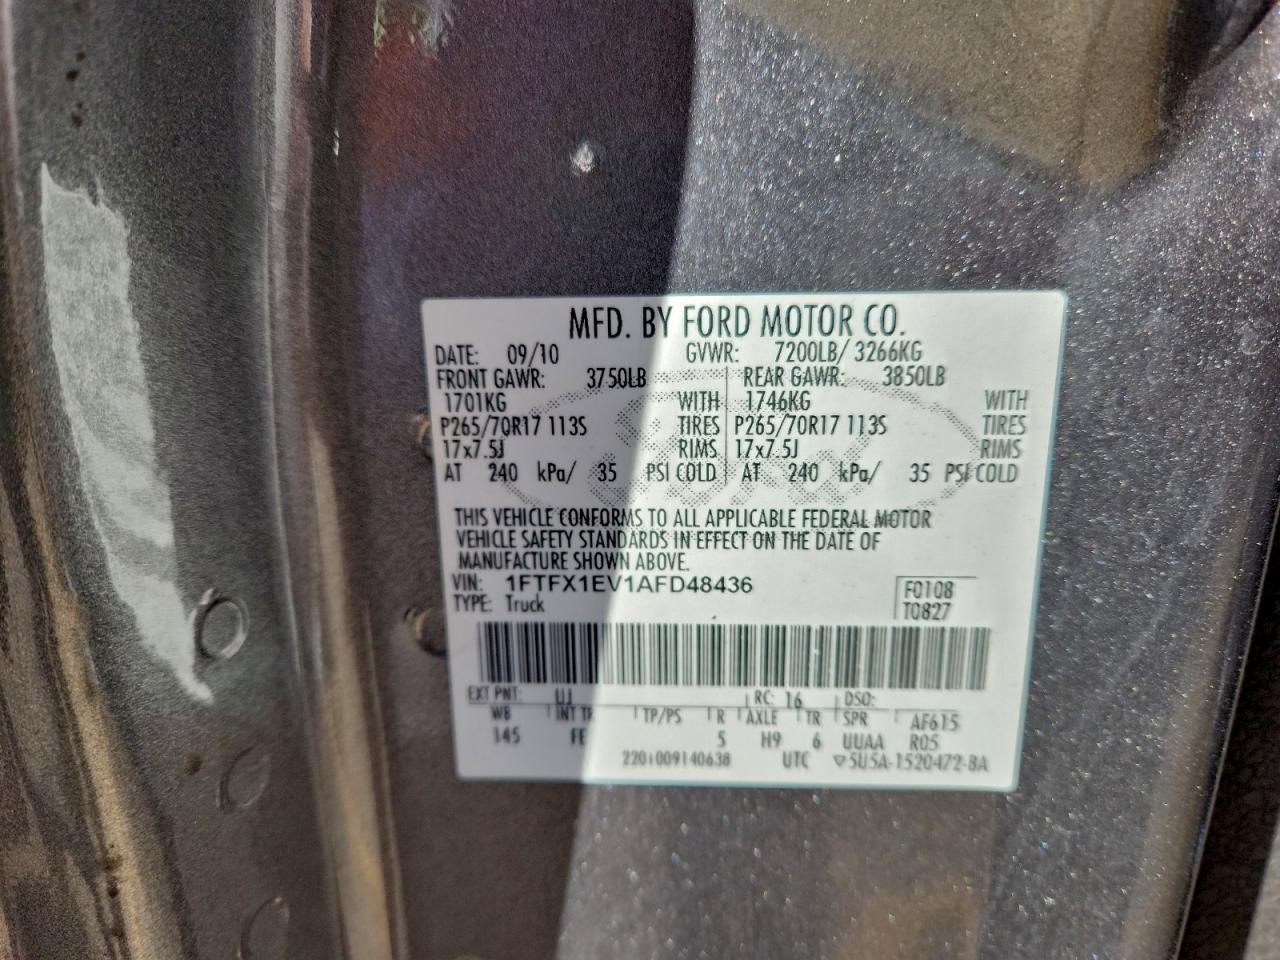 MFD. BY FORD MOTOR CO.
DATE: 09/10 GVWR: 7200LB/ 3266KG
FRONT GAWR: 3750LB REAR GAWR: 3850LB
1701KG WITH 1746KG WITH
P265/70R17 113S TIRES P265/70R17 113S TIRES
17x7.5J RIMS 17x7.5J RIMS
AT 240 kPa/ 35 PSI COLD AT 240 kPa/ 35 PSI COLD
THIS VEHICLE CONFORMS TO ALL APPLICABLE FEDERAL MOTOR
VEHICLE SAFETY STANDARDS IN EFFECT ON THE DATE OF
MANUFACTURE SHOWN ABOVE.
VIN: 1FTFX1EV1AFD48436 F0108
TYPE: Truck T0827
EXT PNT: UJ RC: 16 DSO:
WB INT TR TP/PS R AXLE TR SPR AF615
145 FE 5 H9 6 UUAA R05
UTC ▽5U5A-1520472-BA